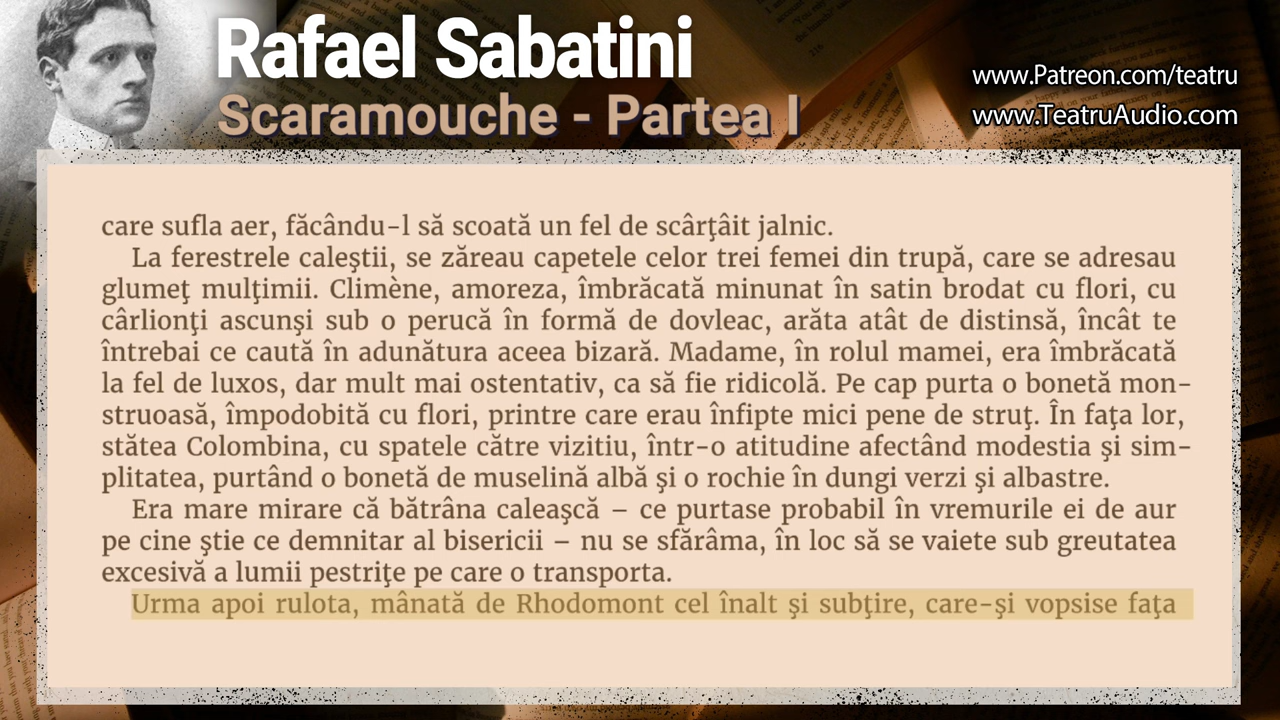 Rafael Sabatini
Scaramouche - Partea I
www.Patreon.com/teatru
www.TeatruAudio.com
care sufla aer, făcându-l să scoată un fel de scârţâit jalnic.
La ferestrele caleştii, se zăreau capetele celor trei femei din trupă, care se adresau
glumeţ mulţimii. Climène, amoreza, îmbrăcată minunat în satin brodat cu flori, cu
cârlionţi ascunşi sub o perucă în formă de dovleac, arăta atât de distinsă, încât te
întrebai ce caută în adunătura aceea bizară. Madame, în rolul mamei, era îmbrăcată
la fel de luxos, dar mult mai ostentativ, ca să fie ridicolă. Pe cap purta o bonetă mon-
struoasă, împodobită cu flori, printre care erau înfipte mici pene de struţ. În faţa lor,
stătea Colombina, cu spatele către vizitiu, într-o atitudine afectând modestia şi sim-
plitatea, purtând o bonetă de muselină albă şi o rochie în dungi verzi şi albastre.
Era mare mirare că bătrâna caleaşcă – ce purtase probabil în vremurile ei de aur
pe cine ştie ce demnitar al bisericii – nu se sfărâma, în loc să se vaiete sub greutatea
excesivă a lumii pestriţe pe care o transporta.
Urma apoi rulota, mânată de Rhodomont cel înalt şi subţire, care-şi vopsise faţa